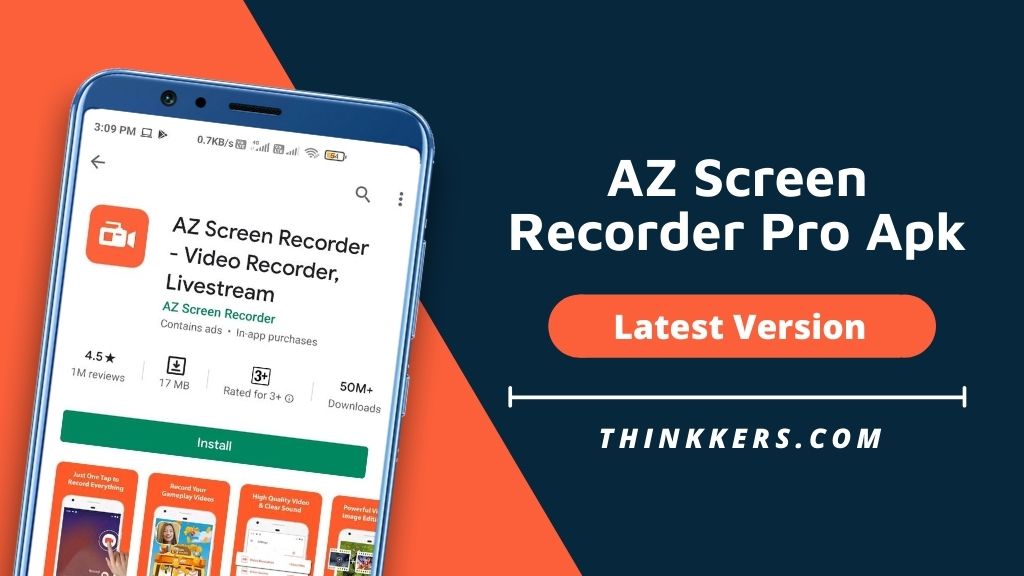 3:09 PM
0.7KB/s
4G
64
AZ Screen Recorder
- Video Recorder,
Livestream
AZ Screen Recorder
Contains ads • In-app purchases
4.5★
1M reviews
17 MB
3+
Rated for 3+
50M+
Downloads
Install
Just One Tap to
Record Everything
Record Your
Gameplay Videos
High Quality Video
& Clear Sound
Powerful Vi
Image Editi
AZ Screen
Recorder Pro Apk
Latest Version
THINKKERS.COM